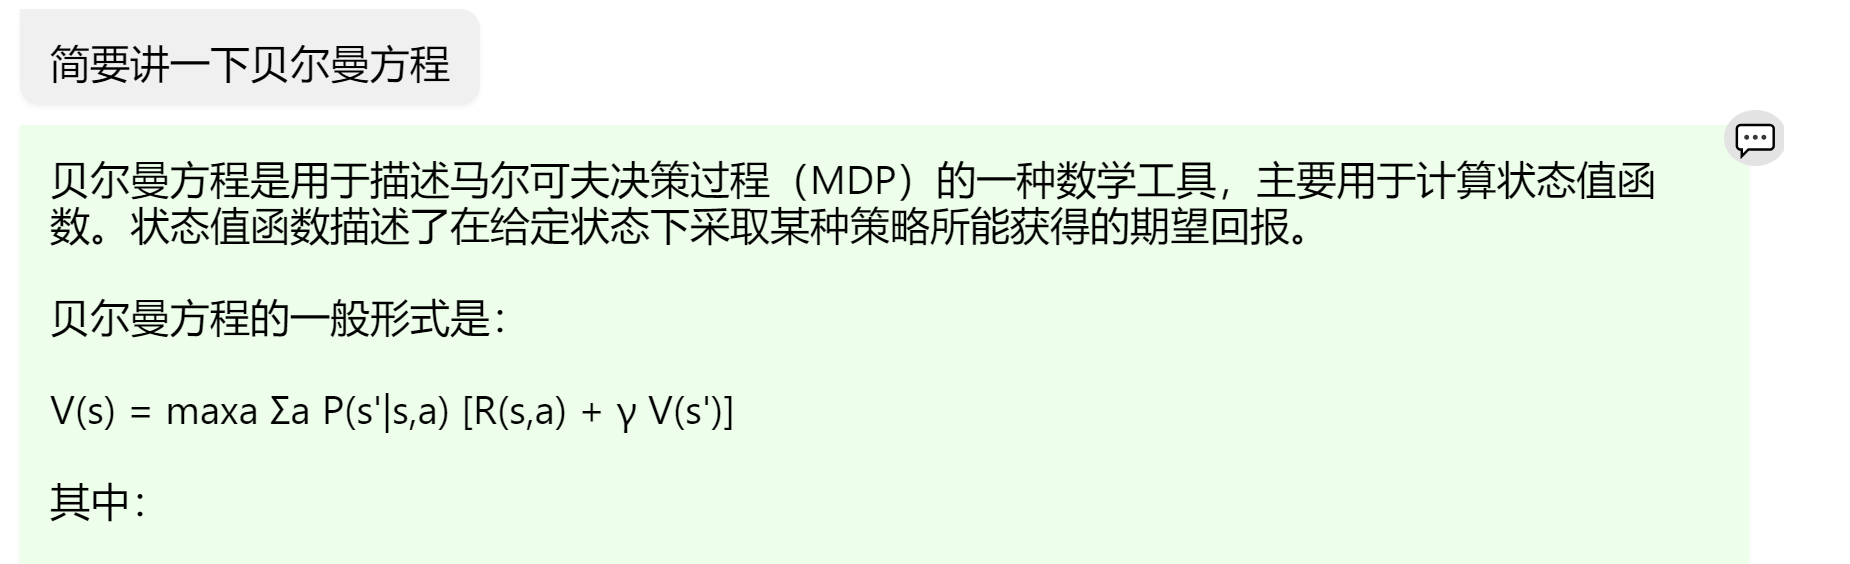 简要讲一下贝尔曼方程
贝尔曼方程是用于描述马尔可夫决策过程（MDP）的一种数学工具，主要用于计算状态值函
数。状态值函数描述了在给定状态下采取某种策略所能获得的期望回报。
贝尔曼方程的一般形式是：
V(s) = maxa Σa P(s'|s,a) [R(s,a) + γ V(s')]
其中：